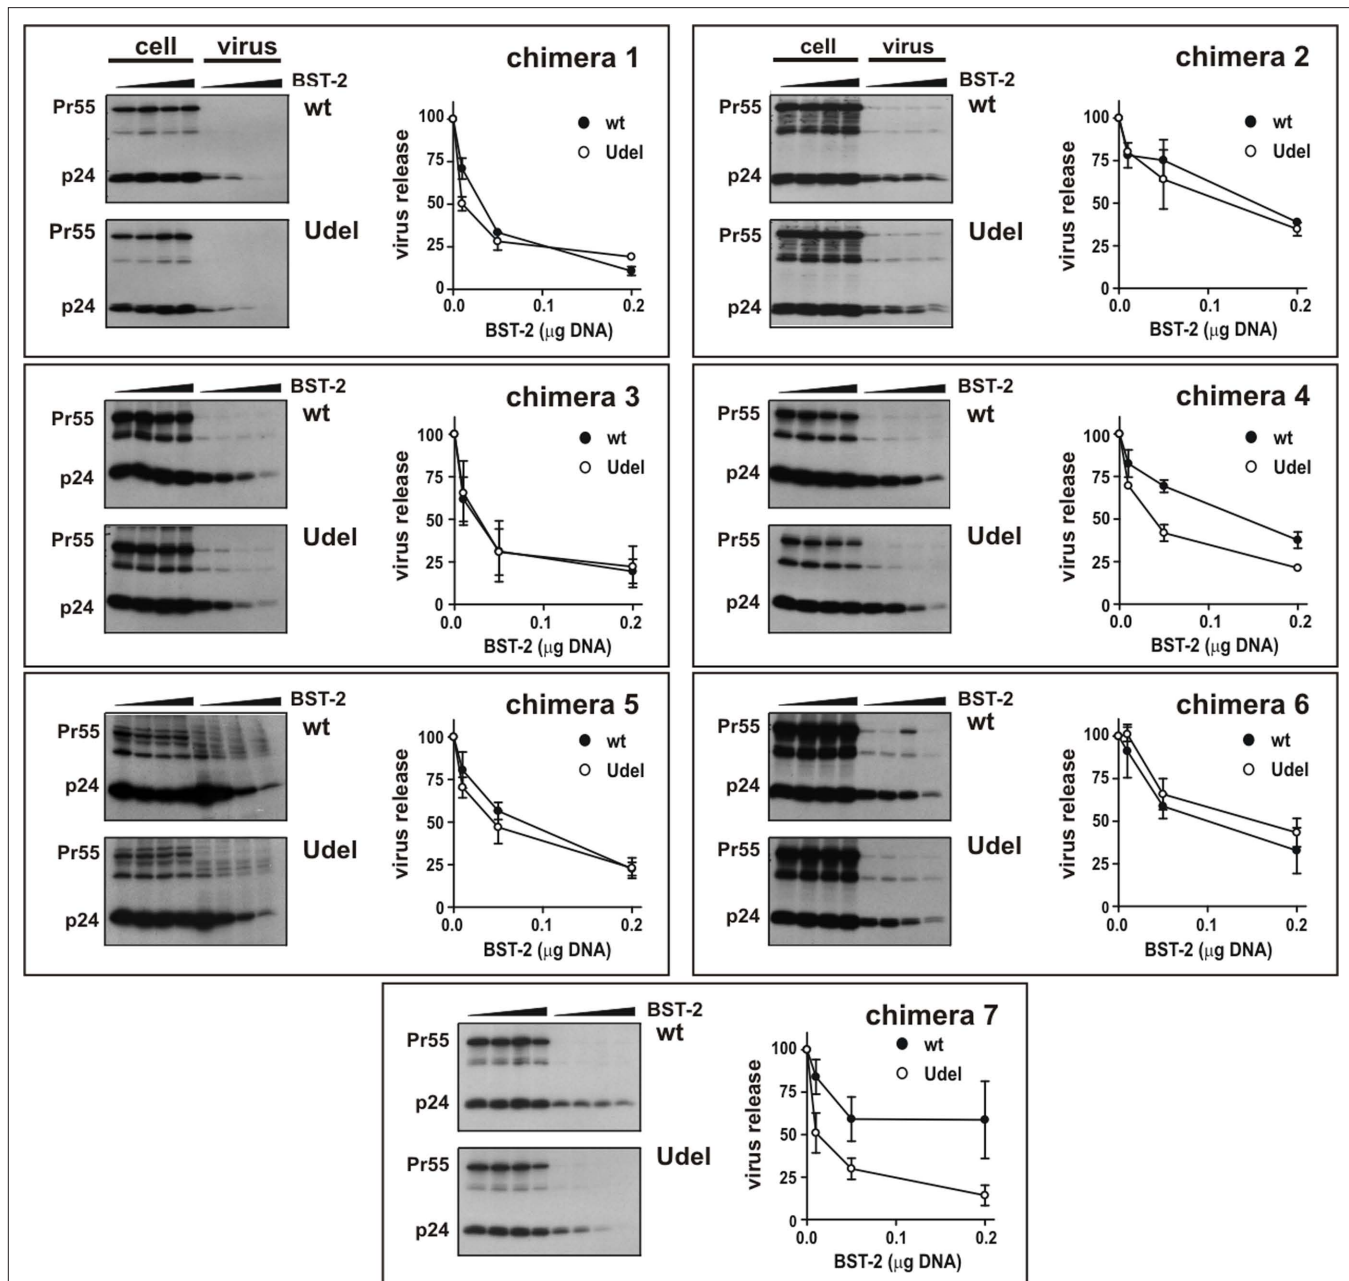 cell virus
chimera 1
BST-2
Pr55
wt
p24
Pr55
Udel
p24
virus release
100
75
50
25
0
wt
Udel
0.0 0.1 0.2
BST-2 (μg DNA)
cell virus
chimera 2
BST-2
Pr55
wt
p24
Pr55
Udel
p24
virus release
100
75
50
25
0
wt
Udel
0.0 0.1 0.2
BST-2 (μg DNA)
BST-2
chimera 3
Pr55
wt
p24
Pr55
Udel
p24
virus release
100
75
50
25
0
wt
Udel
0.0 0.1 0.2
BST-2 (μg DNA)
BST-2
chimera 4
Pr55
wt
p24
Pr55
Udel
p24
virus release
100
75
50
25
0
wt
Udel
0.0 0.1 0.2
BST-2 (μg DNA)
BST-2
chimera 5
Pr55
wt
p24
Pr55
Udel
p24
virus release
100
75
50
25
0
wt
Udel
0.0 0.1 0.2
BST-2 (μg DNA)
BST-2
chimera 6
Pr55
wt
p24
Pr55
Udel
p24
virus release
100
75
50
25
0
wt
Udel
0.0 0.1 0.2
BST-2 (μg DNA)
BST-2
chimera 7
Pr55
wt
p24
Pr55
Udel
p24
virus release
100
75
50
25
0
wt
Udel
0.0 0.1 0.2
BST-2 (μg DNA)